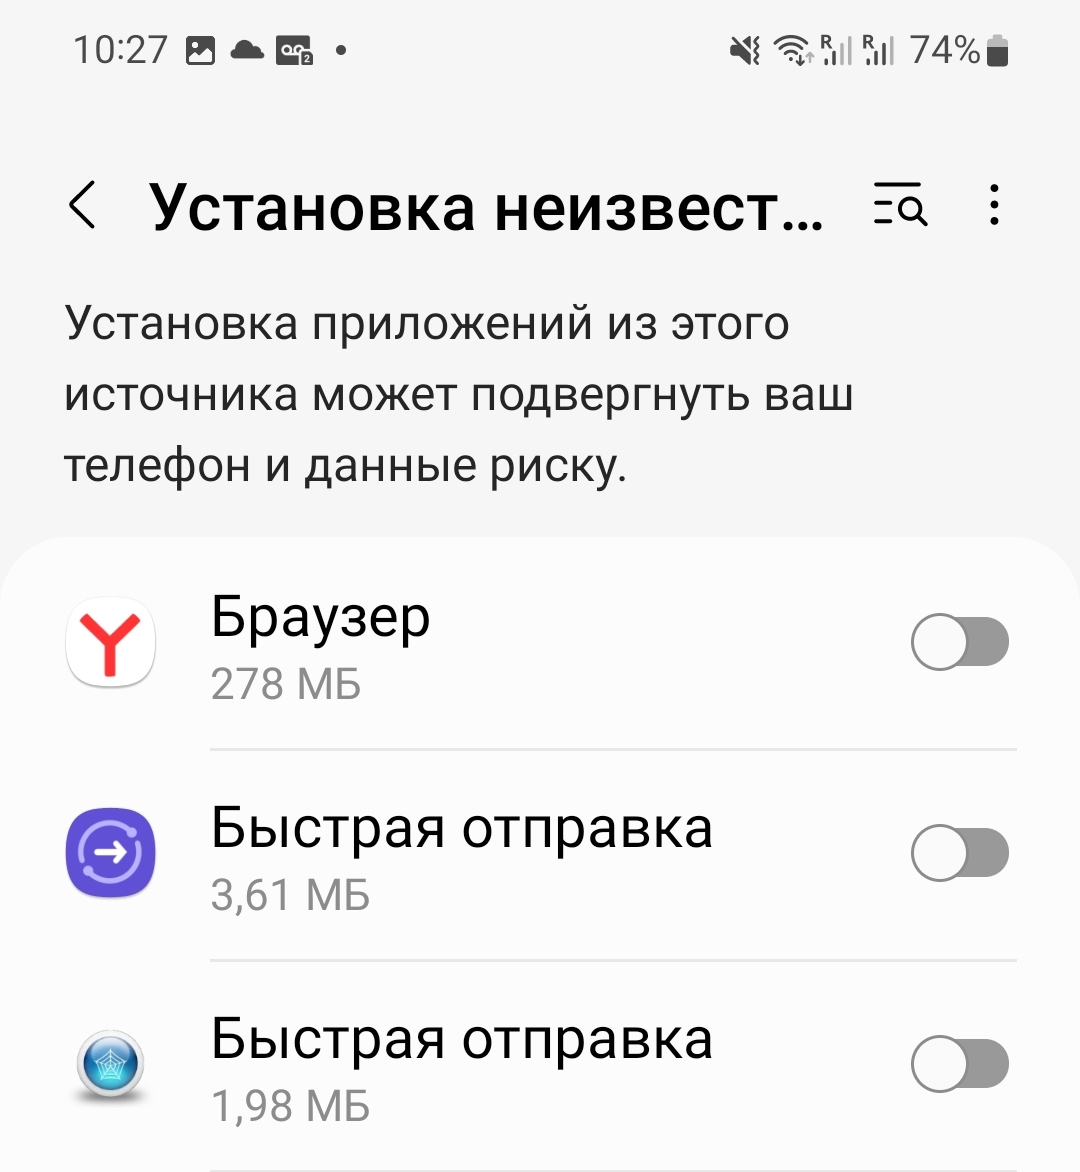 10:27
74%
Установка неизвест...
Установка приложений из этого
источника может подвергнуть ваш
телефон и данные риску.
Браузер
278 МБ
Быстрая отправка
3,61 МБ
Быстрая отправка
1,98 МБ